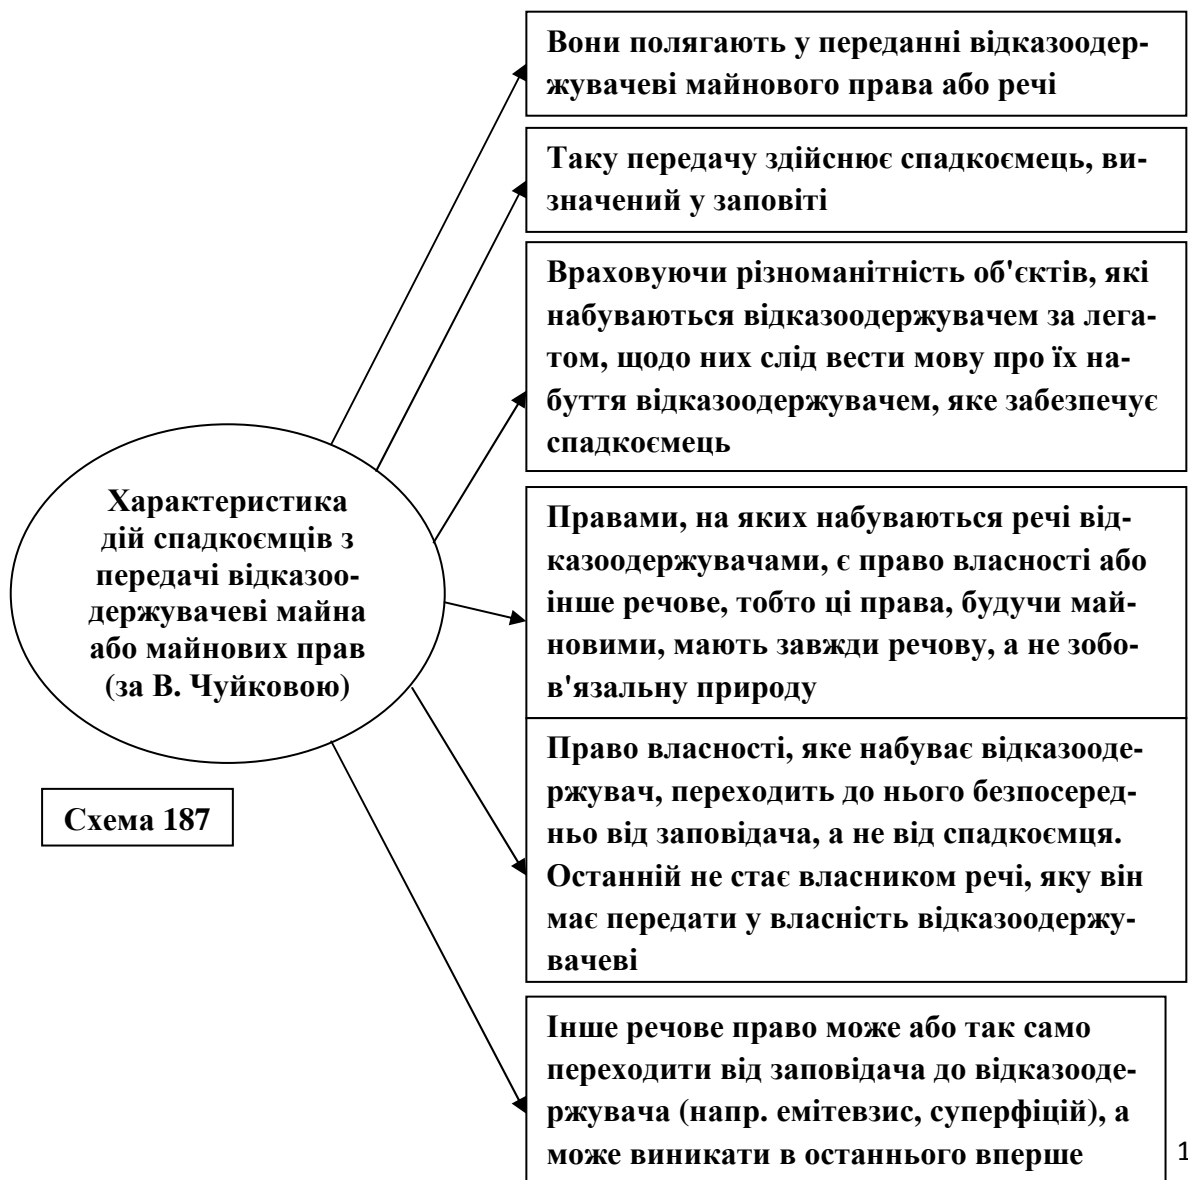 Вони полягають у переданні відказоодер-
жувачеві майнового права або речі
Таку передачу здійснює спадкоємець, ви-
значений у заповіті
Враховуючи різноманітність об'єктів, які
набуваються відказоодержувачем за лега-
том, щодо них слід вести мову про їх на-
буття відказоодержувачем, яке забезпечує
спадкоємець
Характеристика
дій спадкоємців з
передачі відказоо-
держувачеві майна
або майнових прав
(за В. Чуйковою)
Правами, на яких набуваються речі від-
казоодержувачами, є право власності або
інше речове, тобто ці права, будучи май-
новими, мають завжди речову, а не зобо-
в'язальну природу
Право власності, яке набуває відказооде-
ржувач, переходить до нього безпосеред-
ньо від заповідача, а не від спадкоємця.
Останній не стає власником речі, яку він
має передати у власність відказоодержу-
вачеві
Схема 187
Інше речове право може або так само
переходити від заповідача до відказооде-
ржувача (напр. емітевзис, суперфіцій), а
може виникати в останнього вперше
1